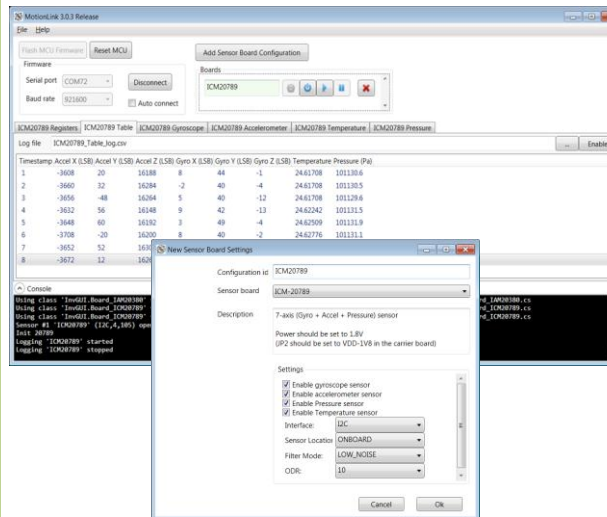 MotionLink 3.0.3 Release
File Help
Flash MCU Firmware Reset MCU
Add Sensor Board Configuration
Firmware
Serial port COM72 Disconnect
Baud rate 921600 Auto connect
Boards
ICM20789
ICM20789 Registers ICM20789 Table ICM20789 Gyroscope ICM20789 Accelerometer ICM20789 Temperature ICM20789 Pressure
Log file ICM20789_Table_log.csv ... Enable
Timestamp Accel X (LSB) Accel Y (LSB) Accel Z (LSB) Gyro X (LSB) Gyro Y (LSB) Gyro Z (LSB) Temperature Pressure (Pa)
1 -3608 20 16188 8 44 -1 24.61708 101130.6
2 -3660 32 16284 -2 40 -4 24.61708 101130.5
3 -3656 -48 16264 5 40 -12 24.61708 101129.6
4 -3632 56 16148 9 42 -13 24.62242 101131.5
5 -3648 60 16192 3 49 -4 24.62509 101131.9
6 -3708 -20 16200 8 40 -2 24.62776 101131.1
7 -3652 52
8 -3672 12
Console
Using class 'InvGUI.Board_IAM20380'
Using class 'InvGUI.Board_ICM20789'
Using class 'InvGUI.Board_ICM20789'
Sensor #1 'ICM20789' (I2C,4,105)
Init 20789
Logging 'ICM20789' started
Logging 'ICM20789' stopped
New Sensor Board Settings
Configuration id ICM20789
Sensor board ICM-20789
Description 7-axis (Gyro + Accel + Pressure) sensor
Power should be set to 1.8V
(JP2 should be set to VDD-1V8 in the carrier board)
Settings
Enable gyroscope sensor
Enable accelerometer sensor
Enable Pressure sensor
Enable Temperature sensor
Interface: I2C
Sensor Location ONBOARD
Filter Mode: LOW_NOISE
ODR: 10
Cancel Ok